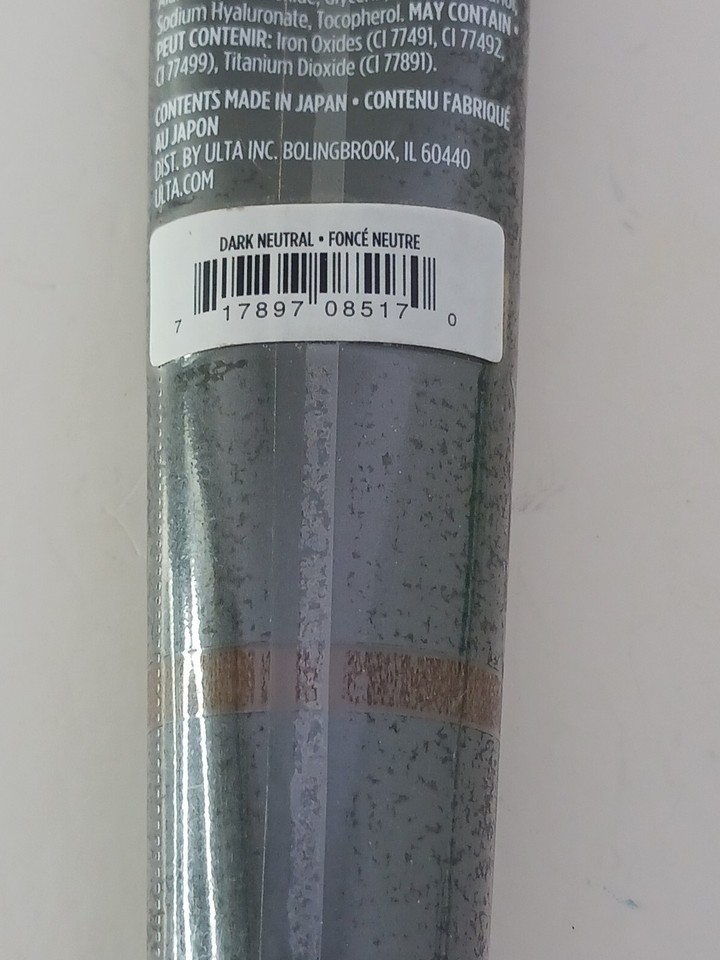 Sodium Hyaluronate, Tocopherol. MAY CONTAIN •
PEUT CONTENIR: Iron Oxides (CI 77491, CI 77492,
CI 77499), Titanium Dioxide (CI 77891).
CONTENTS MADE IN JAPAN • CONTENU FABRIQUÉ
AU JAPON
DIST. BY ULTA INC. BOLINGBROOK, IL 60440
ULTA.COM
DARK NEUTRAL • FONCÉ NEUTRE
7 17897 08517 0